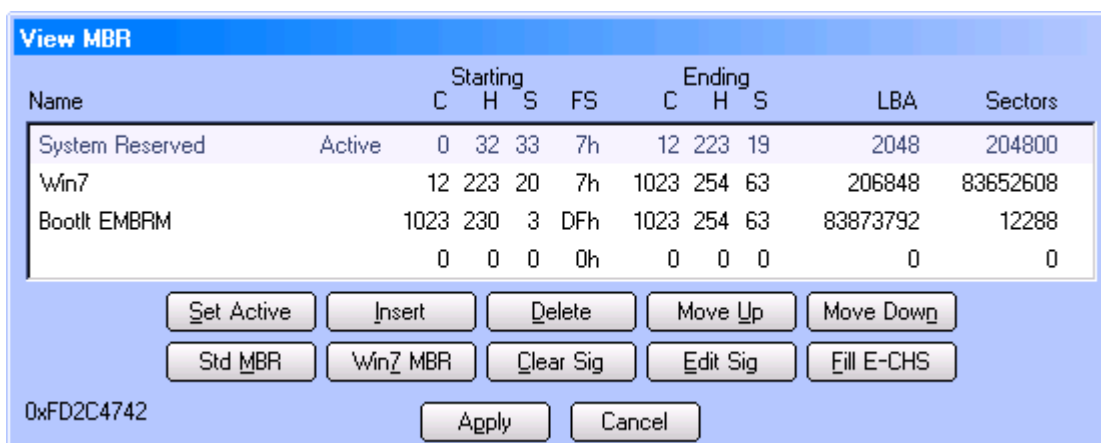 View MBR
Starting Ending
Name C H S FS C H S LBA Sectors
System Reserved Active 0 32 33 7h 12 223 19 2048 204800
Win7 12 223 20 7h 1023 254 63 206848 83652608
BootIt EMBRM 1023 230 3 DFh 1023 254 63 83873792 12288
0 0 0 0h 0 0 0 0 0
Set Active Insert Delete Move Up Move Down
Std MBR Win7 MBR Clear Sig Edit Sig Fill E-CHS
0xFD2C4742 Apply Cancel